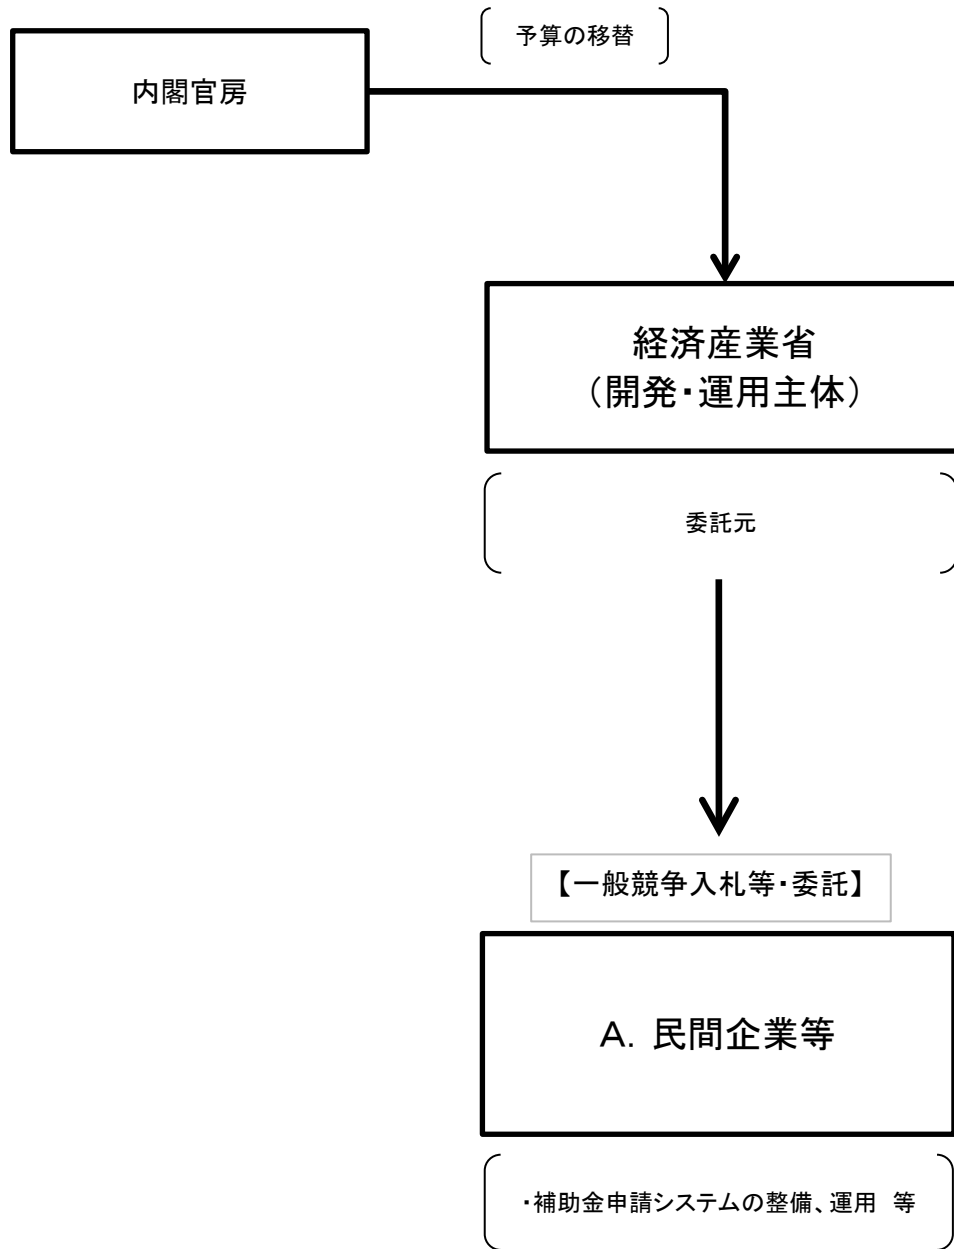 予算の移替
内閣官房
経済産業省
（開発・運用主体）
委託元
【一般競争入札等・委託】
Ａ．民間企業等
・補助金申請システムの整備、運用　等